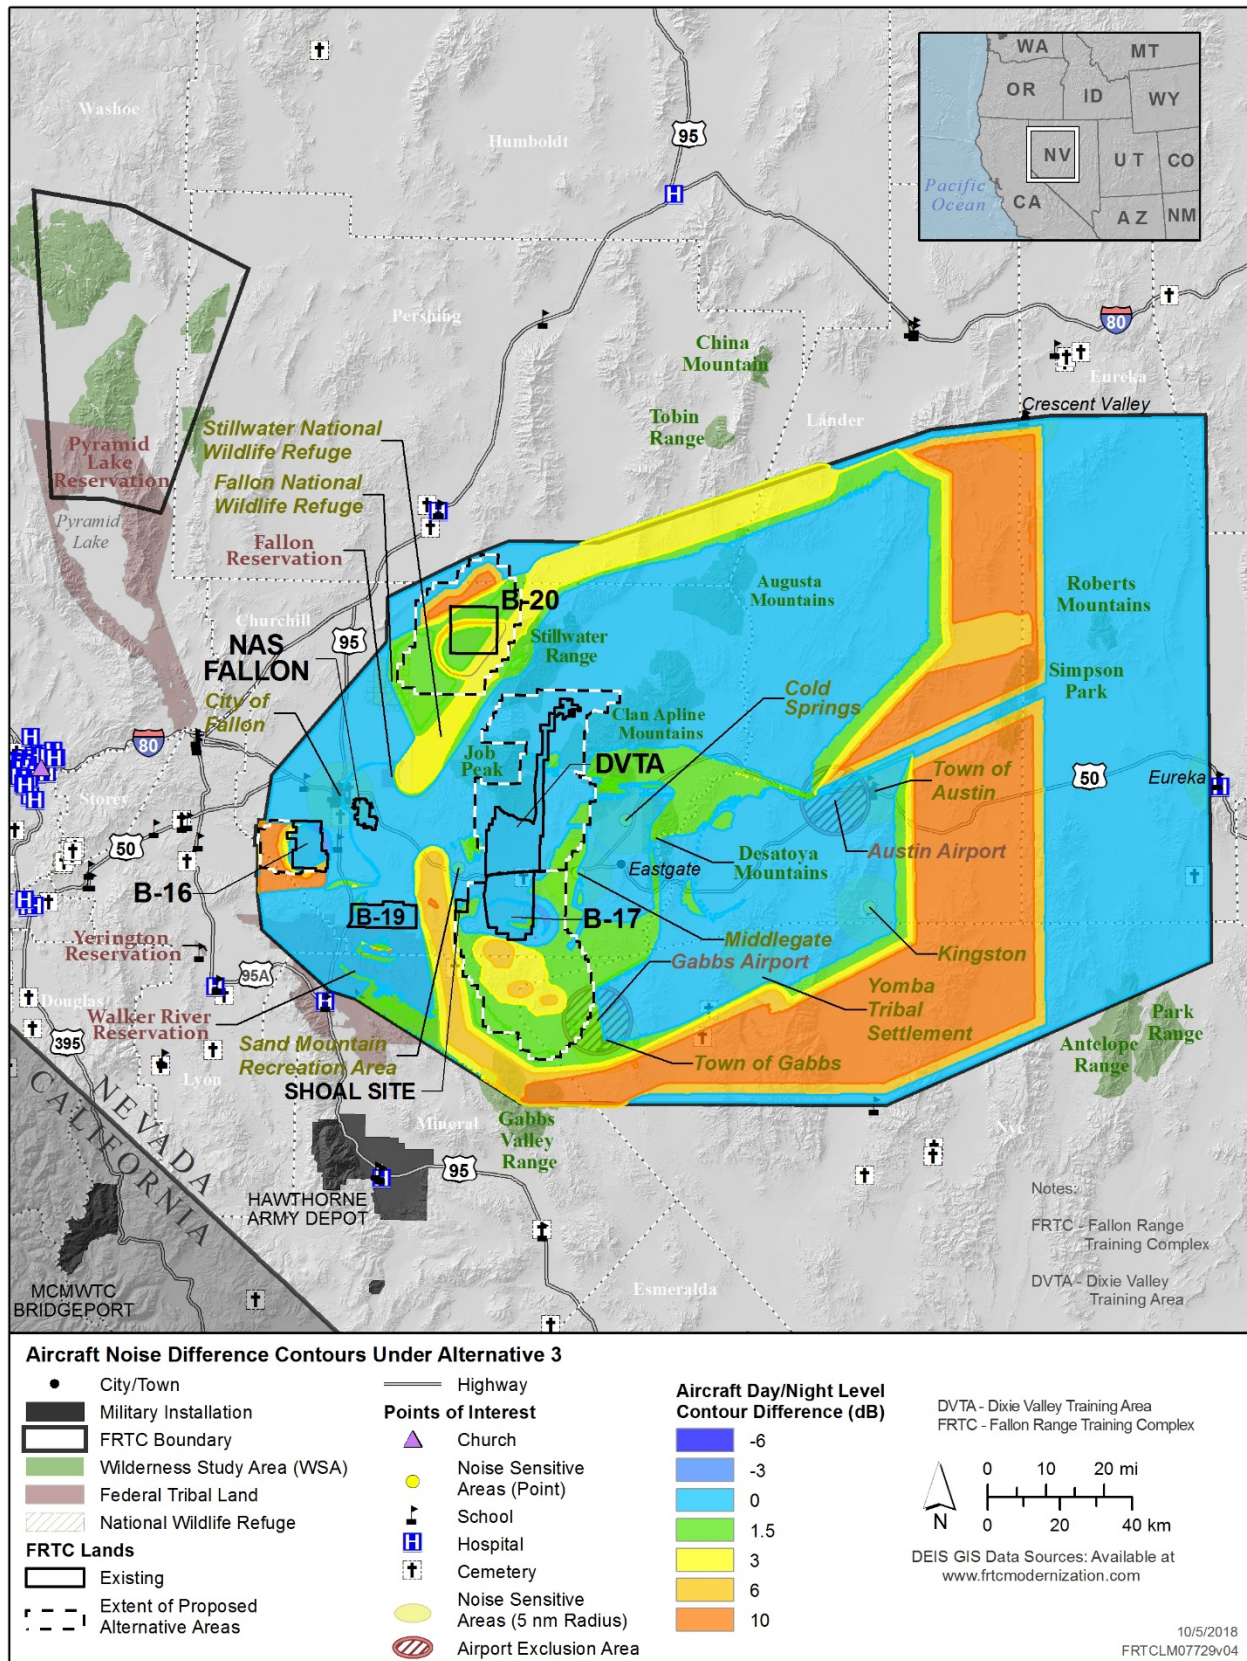 WA
MT
OR
ID
WY
NV
UT
CO
CA
AZ
NM
Pacific
Ocean
Washoe
Humboldt
95
Pershing
China
Mountain
Tobin
Range
Lander
80
Eureka
Crescent Valley
Stillwater National
Wildlife Refuge
Fallon National
Wildlife Refuge
Fallon
Reservation
Pyramid
Lake
Reservation
Pyramid
Lake
Churchill
95
NAS
FALLON
City of
Fallon
B-20
Stillwater
Range
Augusta
Mountains
Roberts
Mountains
Simpson
Park
Cold
Springs
Clan Apline
Mountains
Job
Peak
DVTA
80
Storey
50
50
Eureka
Town of
Austin
Austin Airport
Desatoya
Mountains
Eastgate
B-16
B-19
B-17
Middlegate
Gabbs Airport
Kingston
Yomba
Tribal
Settlement
Yerington
Reservation
95A
Douglas
395
Walker River
Reservation
Sand Mountain
Recreation Area
SHOAL SITE
Town of Gabbs
Park
Range
Antelope
Range
Lyon
Mineral
Gabbs
Valley
Range
Nye
NEVADA
CALIFORNIA
HAWTHORNE
ARMY DEPOT
95
MCMWTC
BRIDGEPORT
Esmeralda
Notes:
FRTC - Fallon Range
Training Complex
DVTA - Dixie Valley
Training Area
Aircraft Noise Difference Contours Under Alternative 3
City/Town
Military Installation
FRTC Boundary
Wilderness Study Area (WSA)
Federal Tribal Land
National Wildlife Refuge
FRTC Lands
Existing
Extent of Proposed
Alternative Areas
Highway
Points of Interest
Church
Noise Sensitive
Areas (Point)
School
H Hospital
Cemetery
Noise Sensitive
Areas (5 nm Radius)
Airport Exclusion Area
Aircraft Day/Night Level
Contour Difference (dB)
-6
-3
0
1.5
3
6
10
DVTA - Dixie Valley Training Area
FRTC - Fallon Range Training Complex
N
0 10 20 mi
0 20 40 km
DEIS GIS Data Sources: Available at
www.frtcmodernization.com
10/5/2018
FRTCLM07729v04